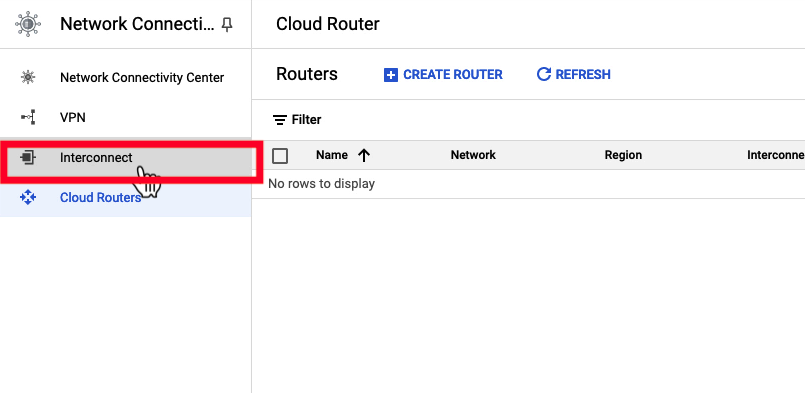 Network Connecti...
Cloud Router
Network Connectivity Center
VPN
Interconnect
Cloud Routers
Routers
CREATE ROUTER
REFRESH
Filter
Name
Network
Region
Interconne
No rows to display